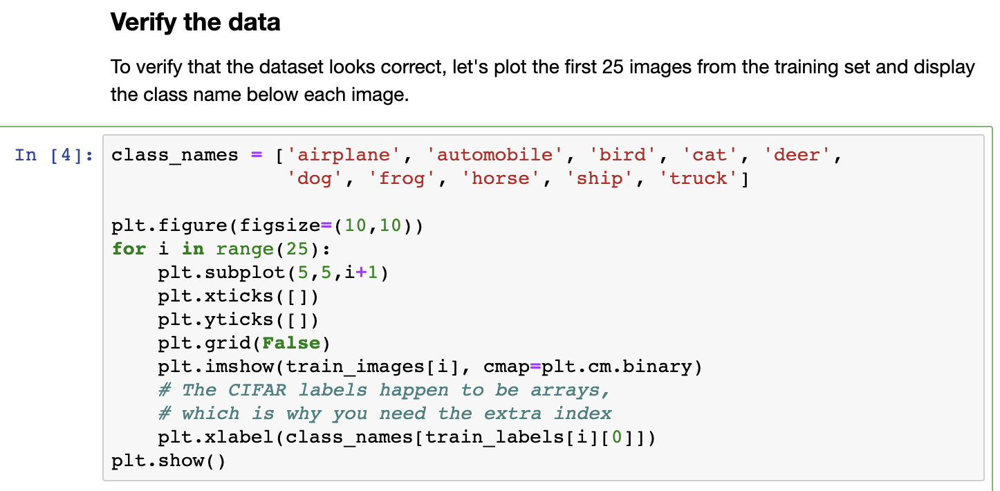 Verify the data
To verify that the dataset looks correct, let's plot the first 25 images from the training set and display
the class name below each image.
In [4]:
class_names = ['airplane', 'automobile', 'bird', 'cat', 'deer',
               'dog', 'frog', 'horse', 'ship', 'truck']

plt.figure(figsize=(10,10))
for i in range(25):
    plt.subplot(5,5,i+1)
    plt.xticks([])
    plt.yticks([])
    plt.grid(False)
    plt.imshow(train_images[i], cmap=plt.cm.binary)
    # The CIFAR labels happen to be arrays,
    # which is why you need the extra index
    plt.xlabel(class_names[train_labels[i][0]])
plt.show()